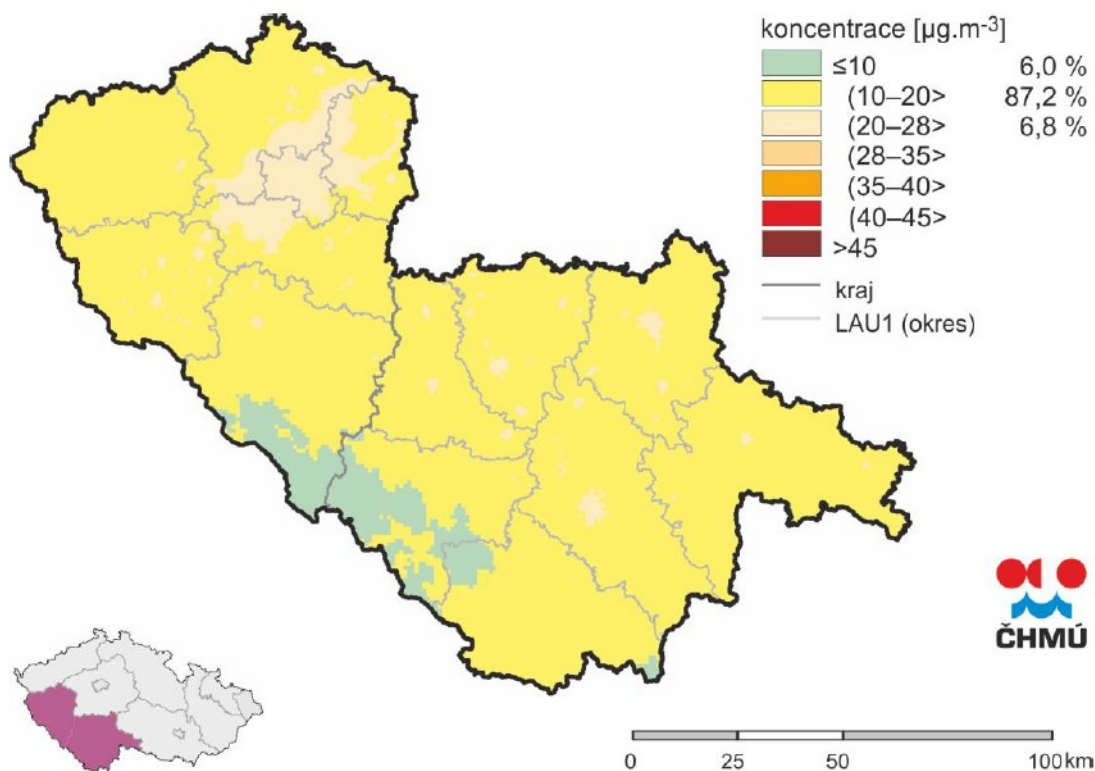 koncentrace [µg.m-3]
≤10 6,0 %
(10–20> 87,2 %
(20–28> 6,8 %
(28–35>
(35–40>
(40–45>
>45
kraj
LAU1 (okres)
ČHMÚ
0 25 50 100 km